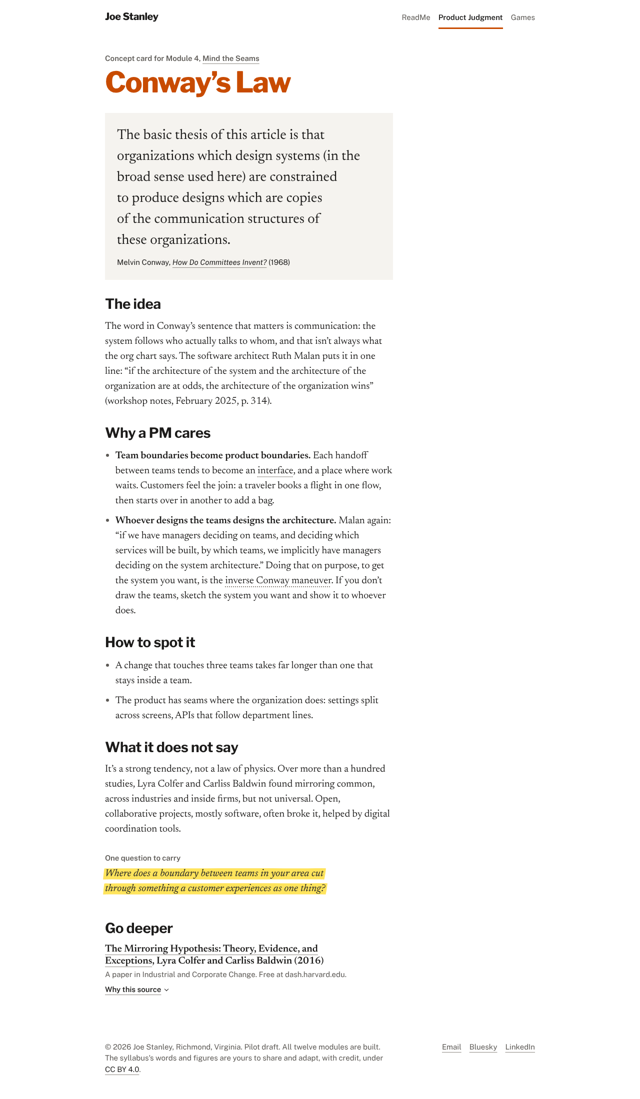 Joe Stanley
ReadMe Product Judgment Games
Concept card for Module 4, Mind the Seams
Conway’s Law
The basic thesis of this article is that
organizations which design systems (in the
broad sense used here) are constrained
to produce designs which are copies
of the communication structures of
these organizations.
Melvin Conway, How Do Committees Invent? (1968)
The idea
The word in Conway’s sentence that matters is communication: the
system follows who actually talks to whom, and that isn’t always what
the org chart says. The software architect Ruth Malan puts it in one
line: “if the architecture of the system and the architecture of the
organization are at odds, the architecture of the organization wins”
(workshop notes, February 2025, p. 314).
Why a PM cares
• Team boundaries become product boundaries. Each handoff
between teams tends to become an interface, and a place where work
waits. Customers feel the join: a traveler books a flight in one flow,
then starts over in another to add a bag.
• Whoever designs the teams designs the architecture. Malan again:
“if we have managers deciding on teams, and deciding which
services will be built, by which teams, we implicitly have managers
deciding on the system architecture.” Doing that on purpose, to get
the system you want, is the inverse Conway maneuver. If you don’t
draw the teams, sketch the system you want and show it to whoever
does.
How to spot it
• A change that touches three teams takes far longer than one that
stays inside a team.
• The product has seams where the organization does: settings split
across screens, APIs that follow department lines.
What it does not say
It’s a strong tendency, not a law of physics. Over more than a hundred
studies, Lyra Colfer and Carliss Baldwin found mirroring common,
across industries and inside firms, but not universal. Open,
collaborative projects, mostly software, often broke it, helped by digital
coordination tools.
One question to carry
Where does a boundary between teams in your area cut
through something a customer experiences as one thing?
Go deeper
The Mirroring Hypothesis: Theory, Evidence, and
Exceptions, Lyra Colfer and Carliss Baldwin (2016)
A paper in Industrial and Corporate Change. Free at dash.harvard.edu.
Why this source
© 2026 Joe Stanley, Richmond, Virginia. Pilot draft. All twelve modules are built.
The syllabus’s words and figures are yours to share and adapt, with credit, under
CC BY 4.0.
Email Bluesky LinkedIn